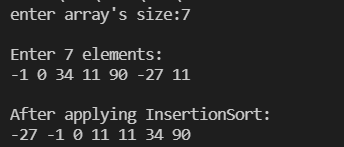 enter array's size:7
Enter 7 elements:
-1 0 34 11 90 -27 11
After applying InsertionSort:
-27 -1 0 11 11 34 90